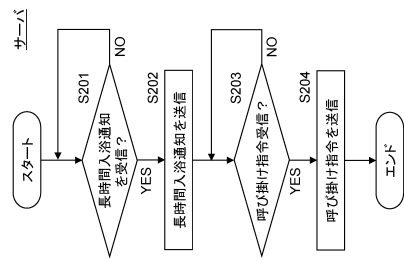 サーバ
スタート
S201
長時間入浴通知
を受信？
NO
YES
S202
長時間入浴通知を送信
S203
呼び掛け指令受信？
NO
YES
S204
呼び掛け指令を送信
エンド